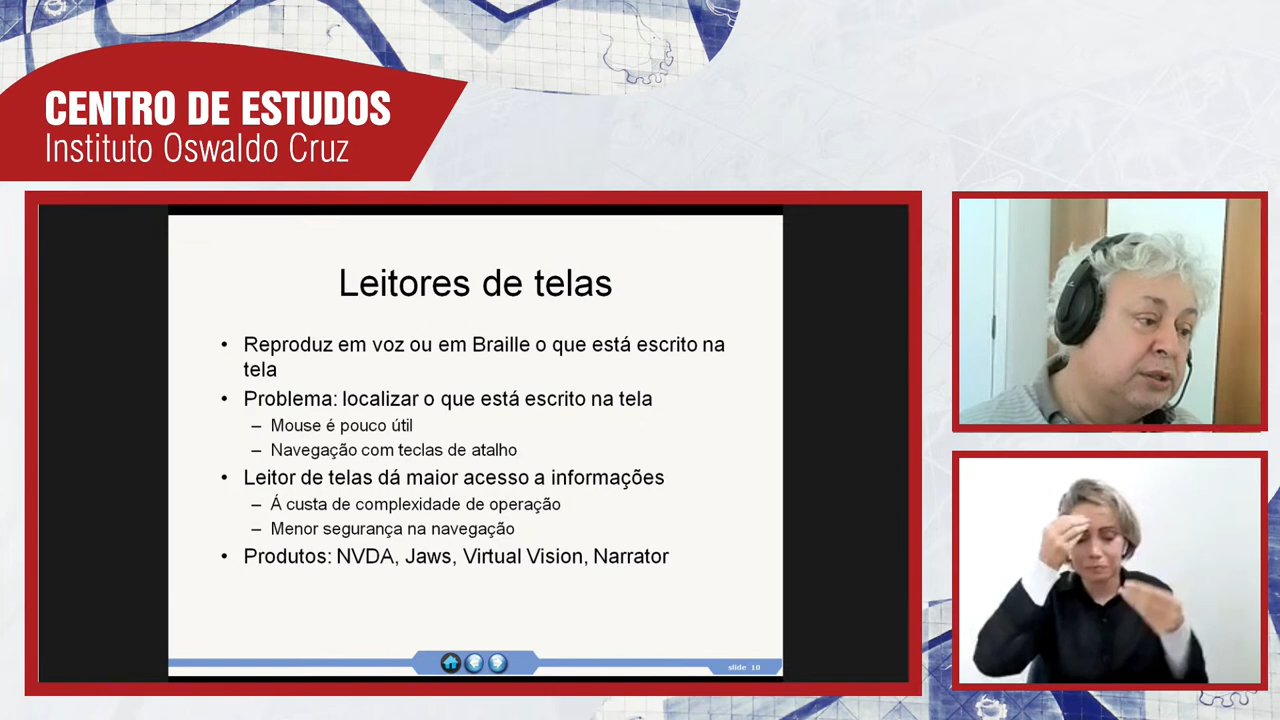 CENTRO DE ESTUDOS
Instituto Oswaldo Cruz
Leitores de telas
• Reproduz em voz ou em Braille o que está escrito na
tela
• Problema: localizar o que está escrito na tela
– Mouse é pouco útil
– Navegação com teclas de atalho
• Leitor de telas dá maior acesso a informações
– Á custa de complexidade de operação
– Menor segurança na navegação
• Produtos: NVDA, Jaws, Virtual Vision, Narrator
slide 10